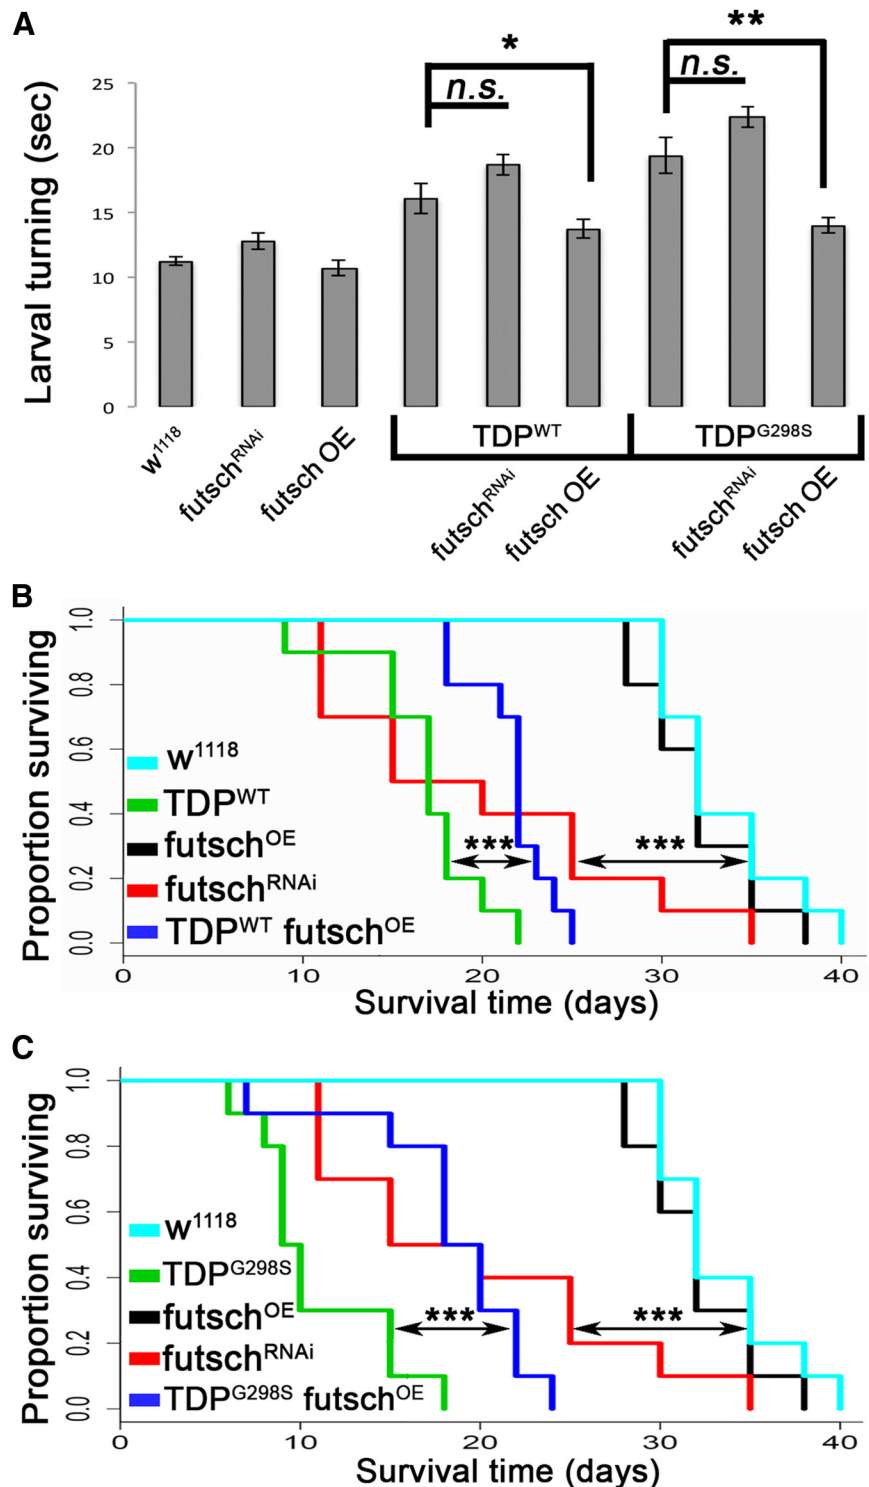 A
Larval turning (sec)
25
20
15
10
5
0
*
n.s.
**
n.s.
w1118
futschRNAi
futsch OE
TDPWT
futschRNAi
futsch OE
TDPG298S
futschRNAi
futsch OE
B
Proportion surviving
1.0
0.8
0.6
0.4
0.2
0.0
w1118
TDPWT
futschOE
futschRNAi
TDPWT futschOE
***
***
0 10 20 30 40
Survival time (days)
C
Proportion surviving
1.0
0.8
0.6
0.4
0.2
0.0
w1118
TDPG298S
futschOE
futschRNAi
TDPG298S futschOE
***
***
0 10 20 30 40
Survival time (days)